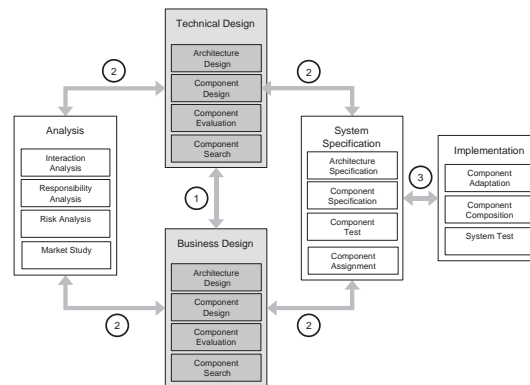 Technical Design
Architecture
Design
Component
Design
Component
Evaluation
Component
Search
2
2
Analysis
Interaction
Analysis
Responsibility
Analysis
Risk Analysis
Market Study
System
Specification
Architecture
Specification
Component
Specification
Component
Test
Component
Assignment
3
Implementation
Component
Adaptation
Component
Composition
System Test
1
Business Design
Architecture
Design
Component
Design
Component
Evaluation
Component
Search
2
2